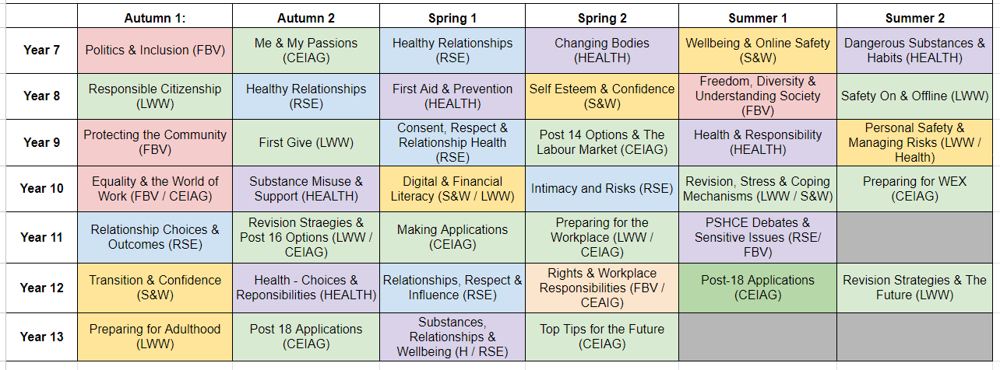 Autumn 1:
Autumn 2
Spring 1
Spring 2
Summer 1
Summer 2
Year 7
Politics & Inclusion (FBV)
Me & My Passions
(CEIAG)
Healthy Relationships
(RSE)
Changing Bodies
(HEALTH)
Wellbeing & Online Safety
(S&W)
Dangerous Substances &
Habits (HEALTH)
Year 8
Responsible Citizenship
(LWW)
Healthy Relationships
(RSE)
First Aid & Prevention
(HEALTH)
Self Esteem & Confidence
(S&W)
Freedom, Diversity &
Understanding Society
(FBV)
Safety On & Offline (LWW)
Year 9
Protecting the Community
(FBV)
First Give (LWW)
Consent, Respect &
Relationship Health
(RSE)
Post 14 Options & The
Labour Market (CEIAG)
Health & Responsibility
(HEALTH)
Personal Safety &
Managing Risks (LWW /
Health)
Year 10
Equality & the World of
Work (FBV / CEIAG)
Substance Misuse &
Support (HEALTH)
Digital & Financial
Literacy (S&W / LWW)
Intimacy and Risks (RSE)
Revision, Stress & Coping
Mechanisms (LWW / S&W)
Preparing for WEX
(CEIAG)
Year 11
Relationship Choices &
Outcomes (RSE)
Revision Straegies &
Post 16 Options (LWW /
CEIAG)
Making Applications
(CEIAG)
Preparing for the
Workplace (LWW /
CEIAG)
PSHCE Debates &
Sensitive Issues (RSE/
FBV)
Year 12
Transition & Confidence
(S&W)
Health - Choices &
Reponsibilities (HEALTH)
Relationships, Respect &
Influence (RSE)
Rights & Workplace
Responsibilities (FBV /
CEAIG)
Post-18 Applications
(CEIAG)
Revision Strategies & The
Future (LWW)
Year 13
Preparing for Adulthood
(LWW)
Post 18 Applications
(CEIAG)
Substances,
Relationships &
Wellbeing (H / RSE)
Top Tips for the Future
(CEIAG)